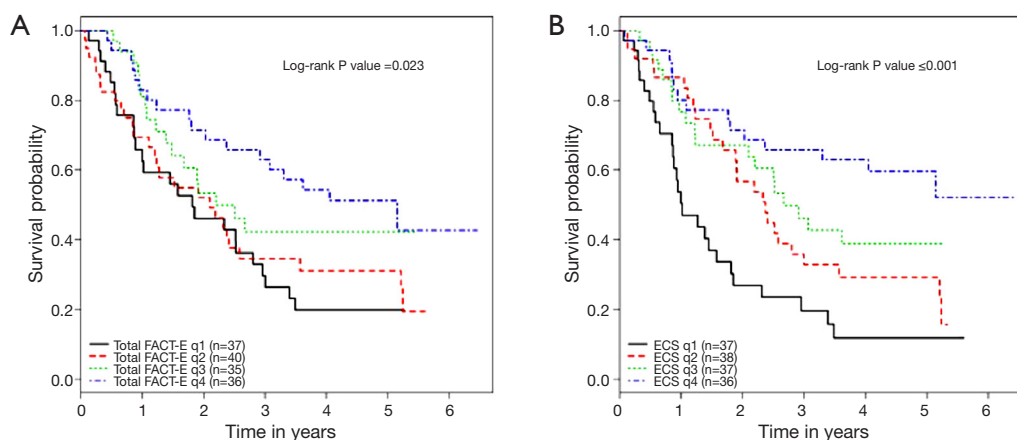 A
Log-rank P value =0.023
Survival probability
1.0
0.8
0.6
0.4
0.2
0.0
Total FACT-E q1 (n=37)
Total FACT-E q2 (n=40)
Total FACT-E q3 (n=35)
Total FACT-E q4 (n=36)
0 1 2 3 4 5 6
Time in years
B
Log-rank P value ≤0.001
Survival probability
1.0
0.8
0.6
0.4
0.2
0.0
ECS q1 (n=37)
ECS q2 (n=38)
ECS q3 (n=37)
ECS q4 (n=36)
0 1 2 3 4 5 6
Time in years